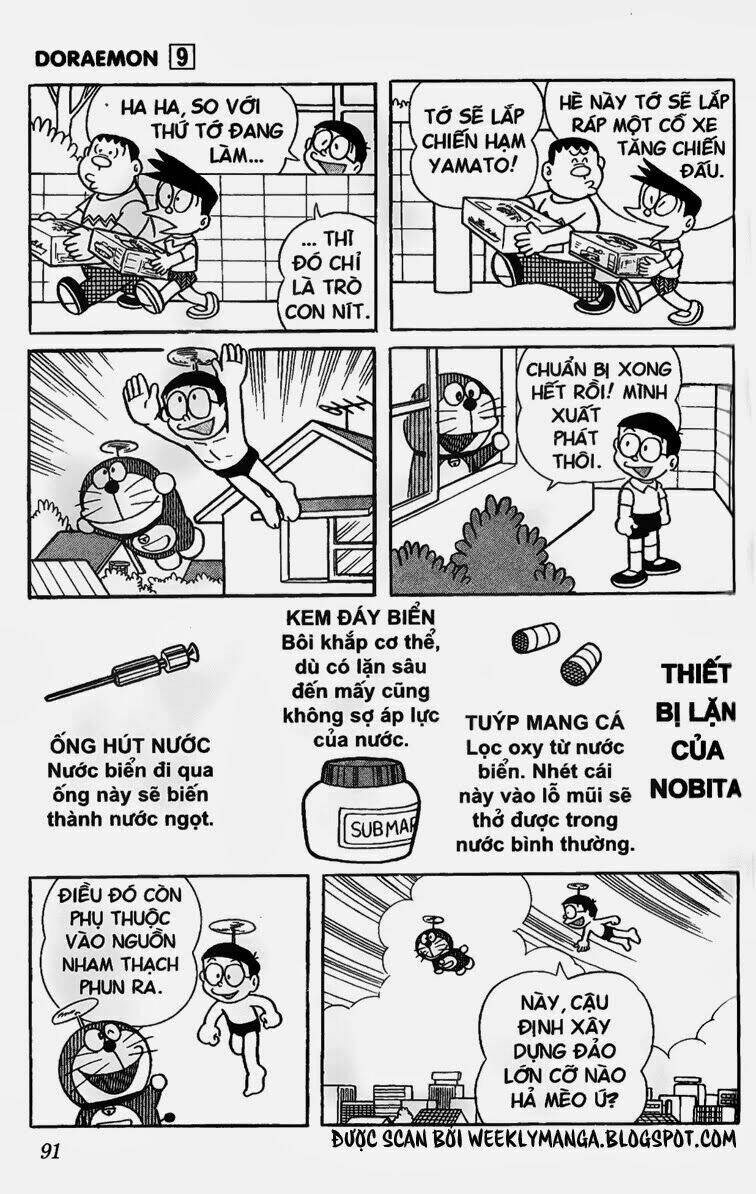 DORAEMON 9
TỚ SẼ LẮP
CHIẾN HẠM
YAMATO!
HÈ NÀY TỚ SẼ LẮP
RÁP MỘT CỖ XE
TĂNG CHIẾN
ĐẤU.
HA HA, SO VỚI
THỨ TỚ ĐANG
LÀM...
... THÌ
ĐÓ CHỈ
LÀ TRÒ
CON NÍT.
CHUẨN BỊ XONG
HẾT RỒI! MÌNH
XUẤT
PHÁT
THÔI.
THIẾT
BỊ LẶN
CỦA
NOBITA
TUÝP MANG CÁ
Lọc oxy từ nước
biển. Nhét cái
này vào lỗ mũi sẽ
thở được trong
nước bình thường.
KEM ĐÁY BIỂN
Bôi khắp cơ thể,
dù có lặn sâu
đến mấy cũng
không sợ áp lực
của nước.
SUBMAR
ỐNG HÚT NƯỚC
Nước biển đi qua
ống này sẽ biến
thành nước ngọt.
NÀY, CẬU
ĐỊNH XÂY
DỰNG ĐẢO
LỚN CỠ NÀO
HẢ MÈO Ú?
ĐIỀU ĐÓ CÒN
PHỤ THUỘC
VÀO NGUỒN
NHAM THẠCH
PHUN RA.
91
ĐƯỢC SCAN BỞI WEEKLYMANGA.BLOGSPOT.COM